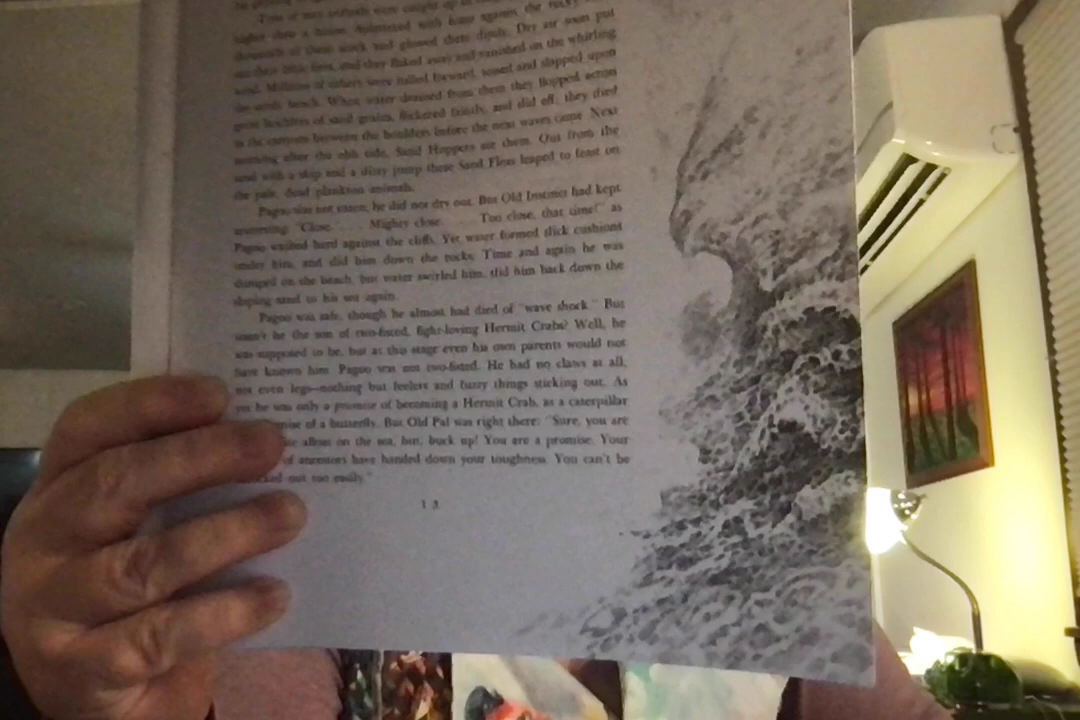 Tons of
higher than a house. Splintered with foam against the rocks
thousands of them stuck and glowed there dimly. Dry air soon put
out their little fires, and they flaked away and vanished on the whirling
wind. Millions of others were rolled forward, tossed and slapped upon
the sandy beach. When water drained from them they flopped across
great boulders of sand grains, flickered faintly, and did off; they died
in the canyons between the boulders before the next waves came. Next
morning after the ebb tide, Sand Hoppers ate them. Out from the
sand with a skip and a dizzy jump these Sand Fleas leaped to feast on
the pale, dead plankton animals.
Pagoo was not eaten; he did not dry out. But Old Instinct had kept
"Close . . . Mighty close. . . . Too close, that time!" as
Pagoo washed hard against the cliffs. Yet water formed slick cushions
under him, and slid him down the rocks. Time and again he was
dumped on the beach, but water swirled him, slid him back down the
sloping sand to his sea again.
Pagoo was safe, though he almost had died of "wave shock." But
wasn't he the son of two-fisted, fight-loving Hermit Crabs? Well, he
was supposed to be, but at this stage even his own parents would not
have known him. Pagoo was not two-fisted. He had no claws at all,
not even legs—nothing but feelers and fuzzy things sticking out. As
yet he was only a promise of becoming a Hermit Crab, as a caterpillar
of a butterfly. But Old Pal was right there: "Sure, you are
afloat on the sea, but, buck up! You are a promise. Your
of ancestors have handed down your toughness. You can't be
out too easily."
13